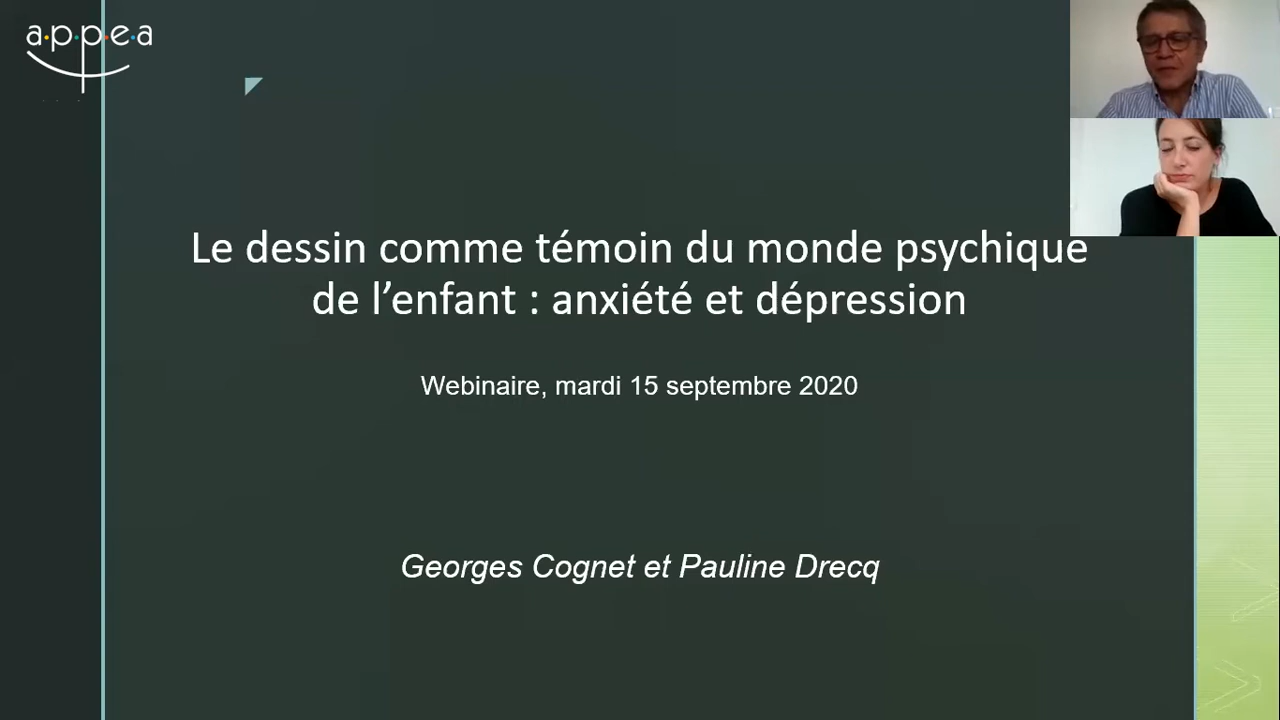 appea
Le dessin comme témoin du monde psychique
de l’enfant : anxiété et dépression
Webinaire, mardi 15 septembre 2020
Georges Cognet et Pauline Drecq